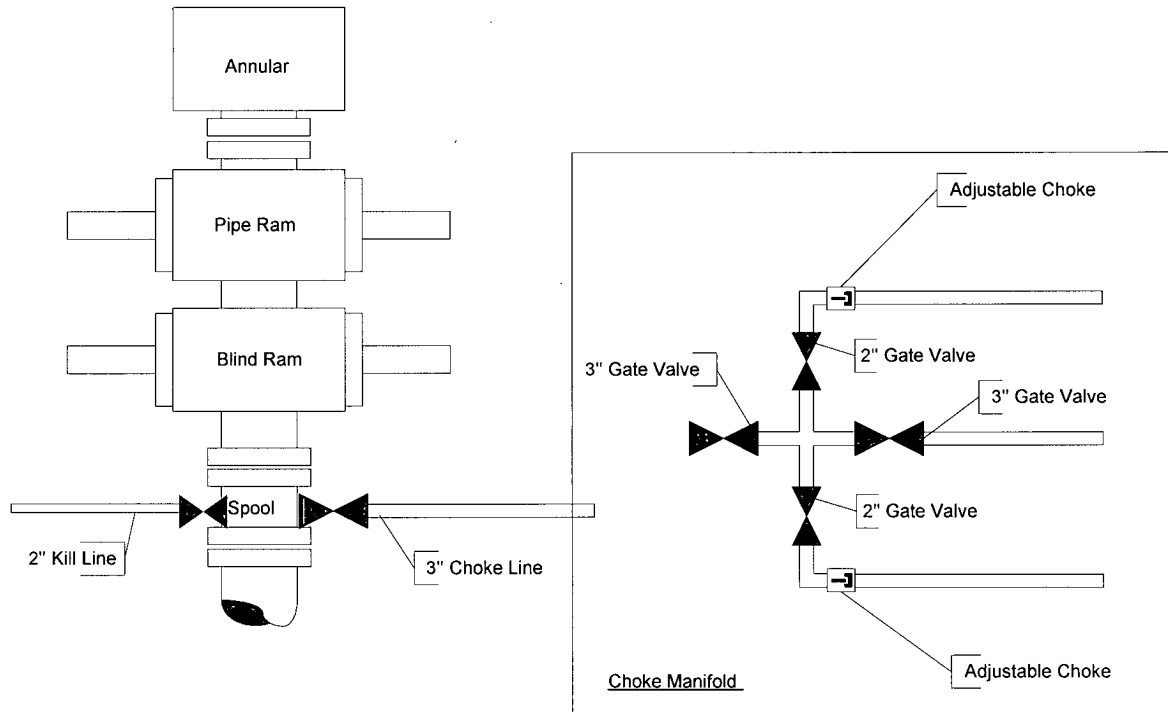 Annular
Pipe Ram
Blind Ram
Spool
2" Kill Line
3" Choke Line
Adjustable Choke
2" Gate Valve
3" Gate Valve
3" Gate Valve
2" Gate Valve
Adjustable Choke
Choke Manifold